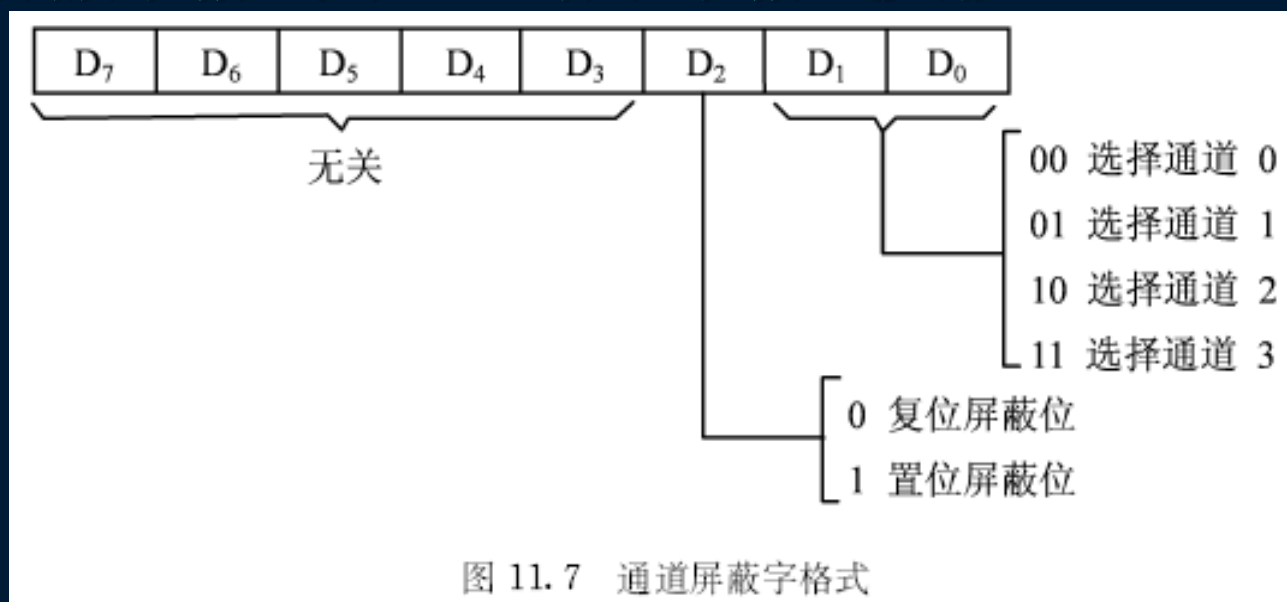 D₇ D₆ D₅ D₄ D₃ D₂ D₁ D₀
无关
00 选择通道 0
01 选择通道 1
10 选择通道 2
11 选择通道 3
0 复位屏蔽位
1 置位屏蔽位
图 11.7 通道屏蔽字格式